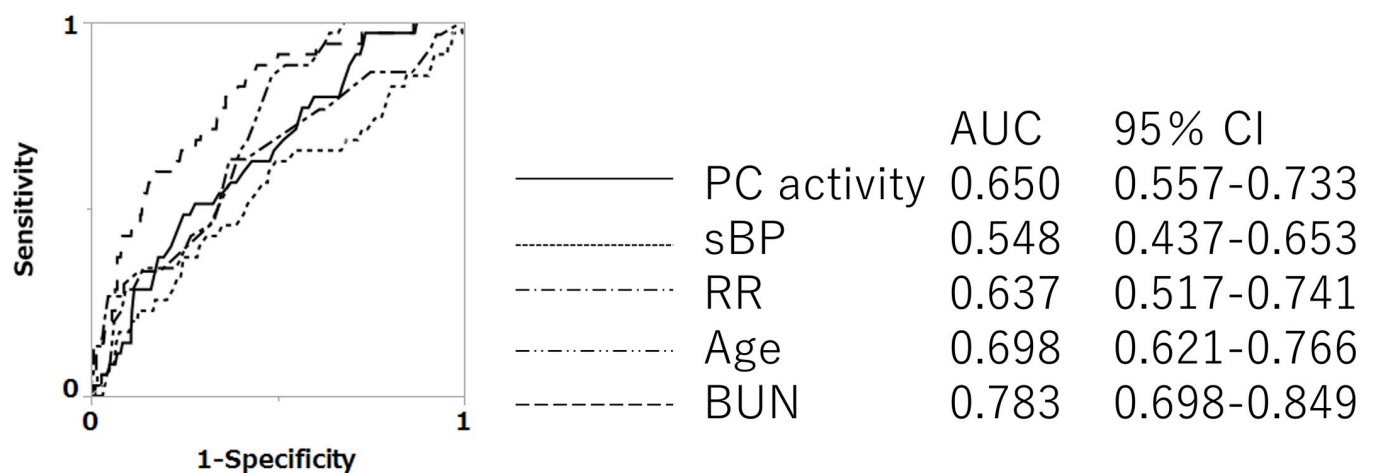 1
Sensitivity
0
0
1
1-Specificity
AUC 95% CI
PC activity 0.650 0.557-0.733
sBP 0.548 0.437-0.653
RR 0.637 0.517-0.741
Age 0.698 0.621-0.766
BUN 0.783 0.698-0.849